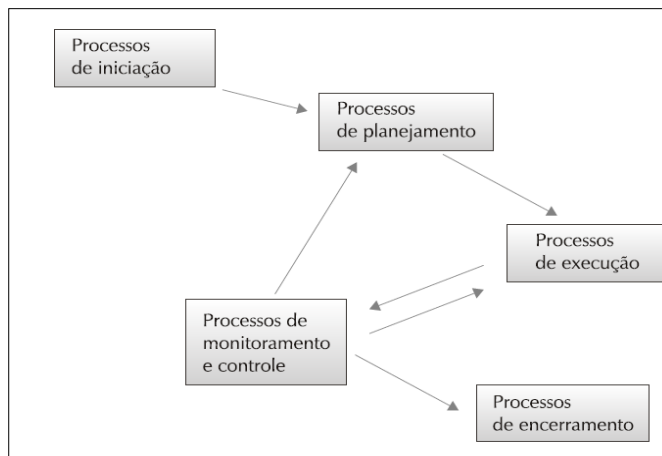 Processos
de iniciação
Processos
de planejamento
Processos
de execução
Processos de
monitoramento
e controle
Processos
de encerramento